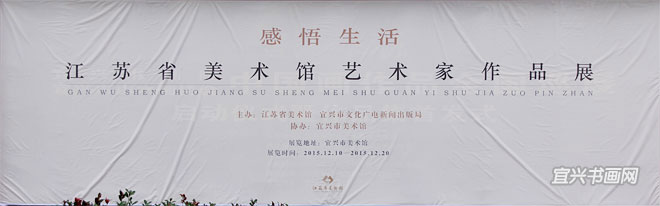 感悟生活
江苏省美术馆艺术家作品展
GAN WU SHENG HUO JIANG SU SHENG MEI SHU GUAN YI SHU JIA ZUO PIN ZHAN
主办：江苏省美术馆 宜兴市文化广电新闻出版局
协办：宜兴市美术馆
展览地址：宜兴市美术馆
展览时间：2015.12.10—2015.12.20
宜兴书画网